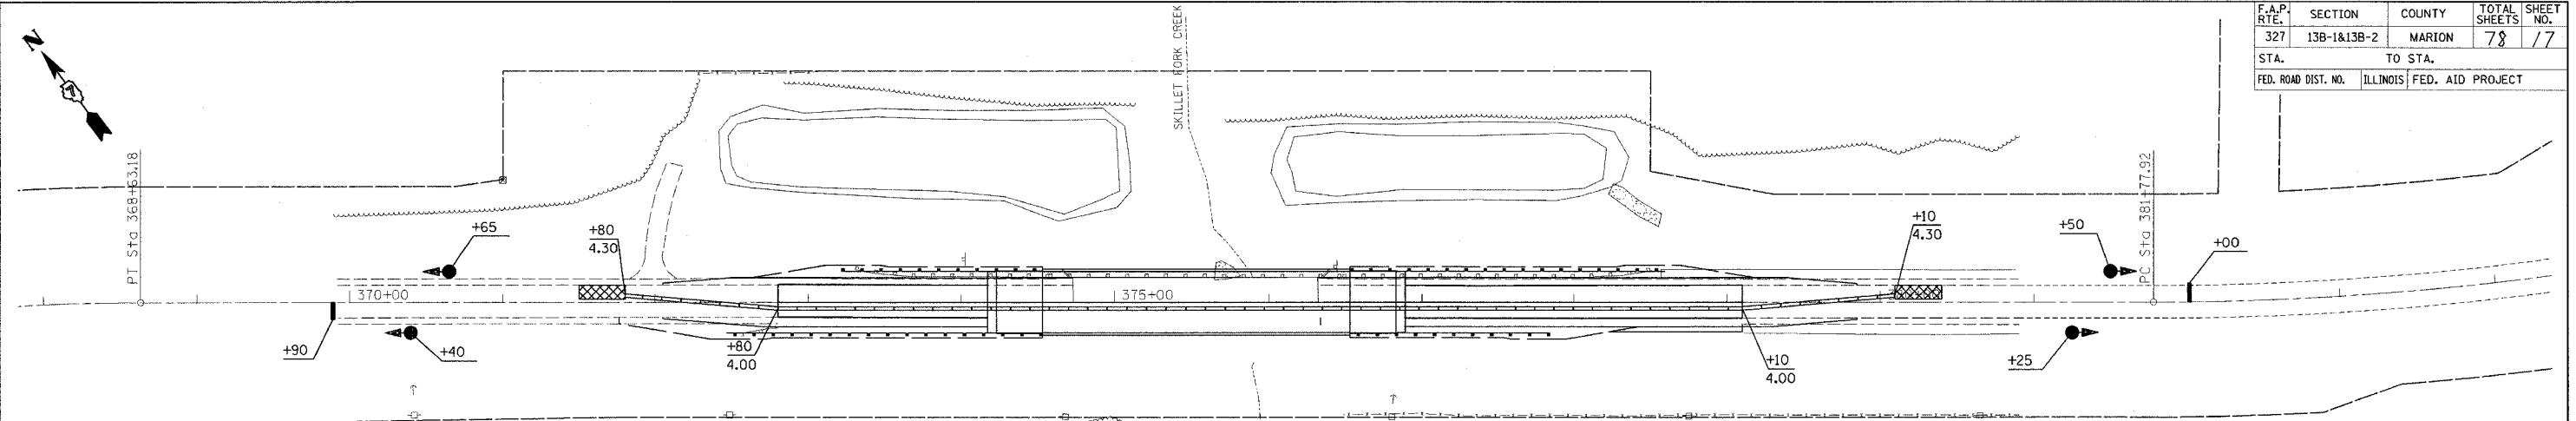 F.A.P. RTE. SECTION COUNTY TOTAL SHEETS SHEET NO.
327 13B-1&13B-2 MARION 78 17
STA. TO STA.
FED. ROAD DIST. NO. ILLINOIS FED. AID PROJECT
N
SKILLET FORK CREEK
PT Sta 368+63.18
PC Sta 381+77.92
+65
+80
4.30
+10
4.30
+50
+00
370+00
375+00
+90
+40
+80
4.00
+10
4.00
+25